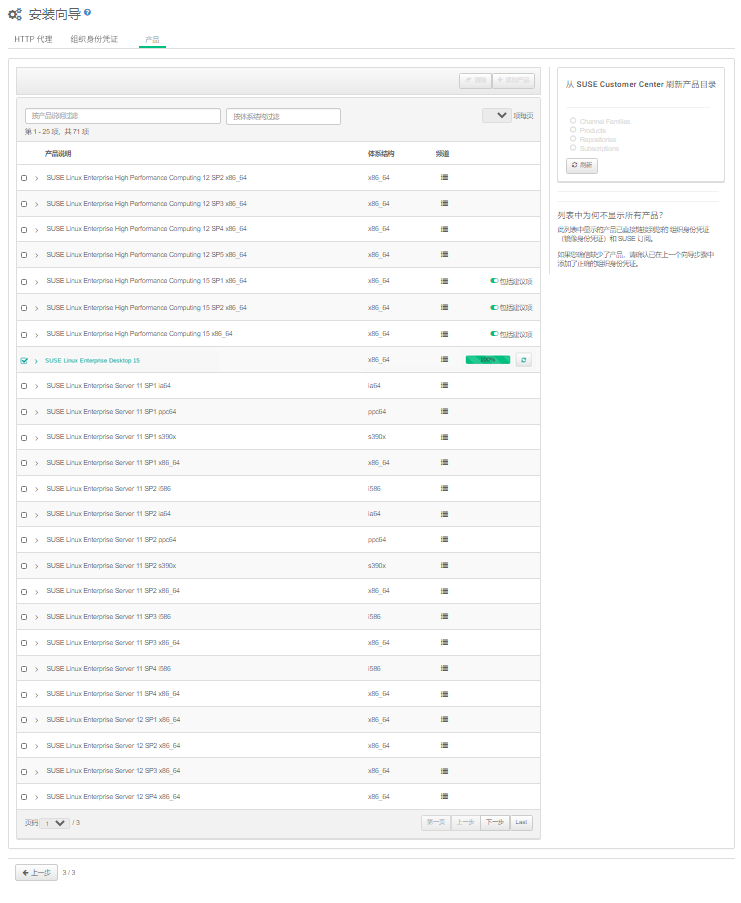 安装向导
HTTP 代理 组织身份凭证 产品
清除 添加产品
从 SUSE Customer Center 刷新产品目录
按产品说明过滤 按体系结构过滤 项每页
第 1 - 25 项，共 71 项
Channel Families
Products
Repositories
Subscriptions
刷新
产品说明 体系结构 频道
SUSE Linux Enterprise High Performance Computing 12 SP2 x86_64 x86_64
SUSE Linux Enterprise High Performance Computing 12 SP3 x86_64 x86_64
SUSE Linux Enterprise High Performance Computing 12 SP4 x86_64 x86_64
SUSE Linux Enterprise High Performance Computing 12 SP5 x86_64 x86_64
SUSE Linux Enterprise High Performance Computing 15 SP1 x86_64 x86_64 包括建议项
SUSE Linux Enterprise High Performance Computing 15 SP2 x86_64 x86_64 包括建议项
SUSE Linux Enterprise High Performance Computing 15 x86_64 x86_64 包括建议项
SUSE Linux Enterprise Desktop 15 x86_64 100%
SUSE Linux Enterprise Server 11 SP1 ia64 ia64
SUSE Linux Enterprise Server 11 SP1 ppc64 ppc64
SUSE Linux Enterprise Server 11 SP1 s390x s390x
SUSE Linux Enterprise Server 11 SP1 x86_64 x86_64
SUSE Linux Enterprise Server 11 SP2 i586 i586
SUSE Linux Enterprise Server 11 SP2 ia64 ia64
SUSE Linux Enterprise Server 11 SP2 ppc64 ppc64
SUSE Linux Enterprise Server 11 SP2 s390x s390x
SUSE Linux Enterprise Server 11 SP2 x86_64 x86_64
SUSE Linux Enterprise Server 11 SP3 i586 i586
SUSE Linux Enterprise Server 11 SP3 x86_64 x86_64
SUSE Linux Enterprise Server 11 SP4 i586 i586
SUSE Linux Enterprise Server 11 SP4 x86_64 x86_64
SUSE Linux Enterprise Server 12 SP1 x86_64 x86_64
SUSE Linux Enterprise Server 12 SP2 x86_64 x86_64
SUSE Linux Enterprise Server 12 SP3 x86_64 x86_64
SUSE Linux Enterprise Server 12 SP4 x86_64 x86_64
页码 1 / 3 第一页 上一步 下一步 Last
列表中为何不显示所有产品？
此列表中显示的产品已直接链接到您的 组织身份凭证
（镜像身份凭证）和 SUSE 订阅。
如果您确信缺少了产品，请确认已在上一个向导步骤中
添加了正确的组织身份凭证。
上一步 3 / 3